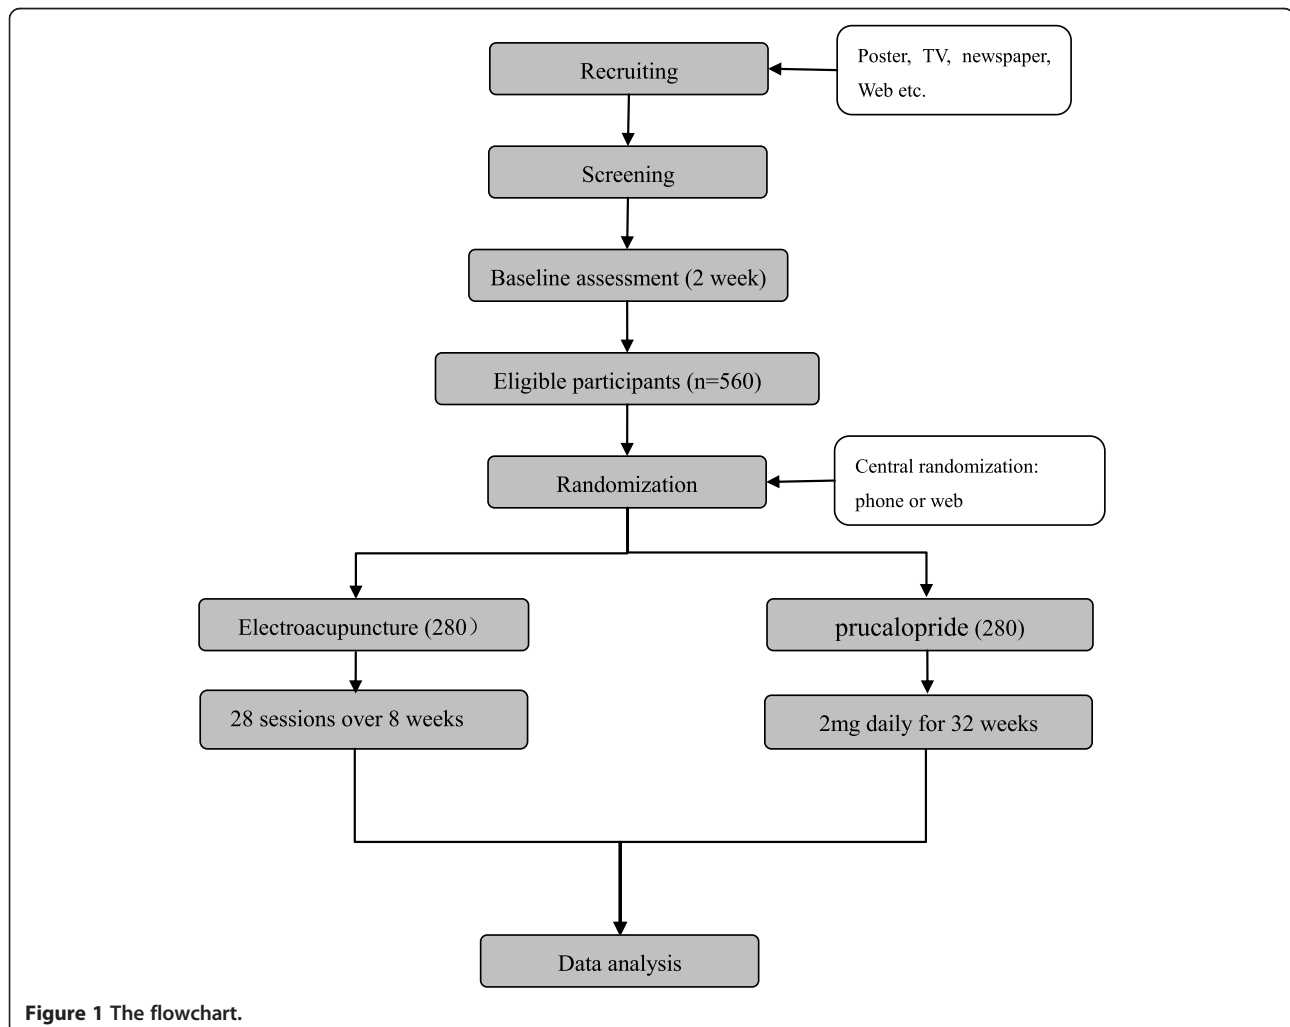 Recruiting
Poster, TV, newspaper,
Web etc.
Screening
Baseline assessment (2 week)
Eligible participants (n=560)
Randomization
Central randomization:
phone or web
Electroacupuncture (280）
prucalopride (280)
28 sessions over 8 weeks
2mg daily for 32 weeks
Data analysis
Figure 1 The flowchart.